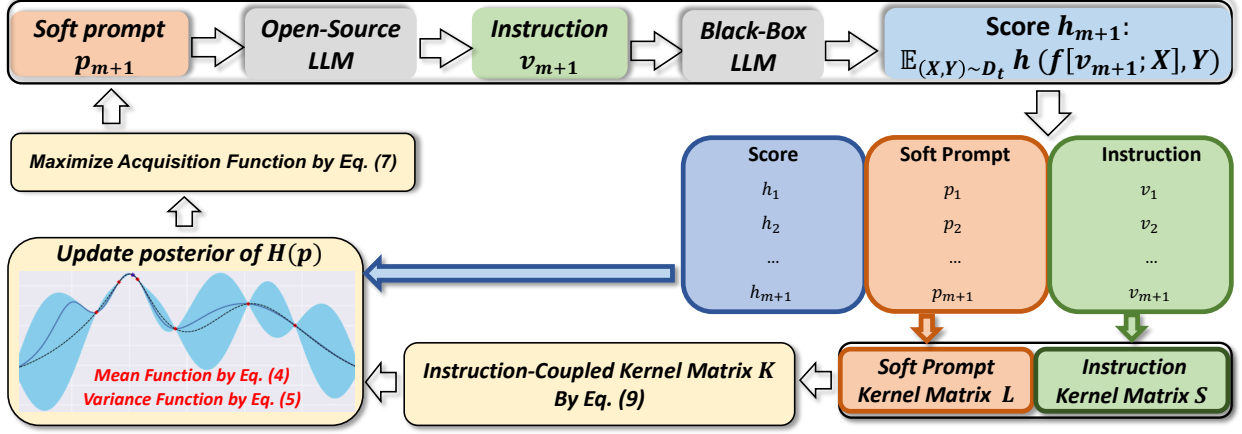 Soft prompt
p_{m+1}
Open-Source
LLM
Instruction
v_{m+1}
Black-Box
LLM
Score h_{m+1}:
𝔼_{(X,Y)~D_t} h (f[v_{m+1}; X], Y)
Maximize Acquisition Function by Eq. (7)
Score
h_1
h_2
...
h_{m+1}
Soft Prompt
p_1
p_2
...
p_{m+1}
Instruction
v_1
v_2
...
v_{m+1}
Update posterior of H(p)
Mean Function by Eq. (4)
Variance Function by Eq. (5)
Instruction-Coupled Kernel Matrix K
By Eq. (9)
Soft Prompt
Kernel Matrix L
Instruction
Kernel Matrix S